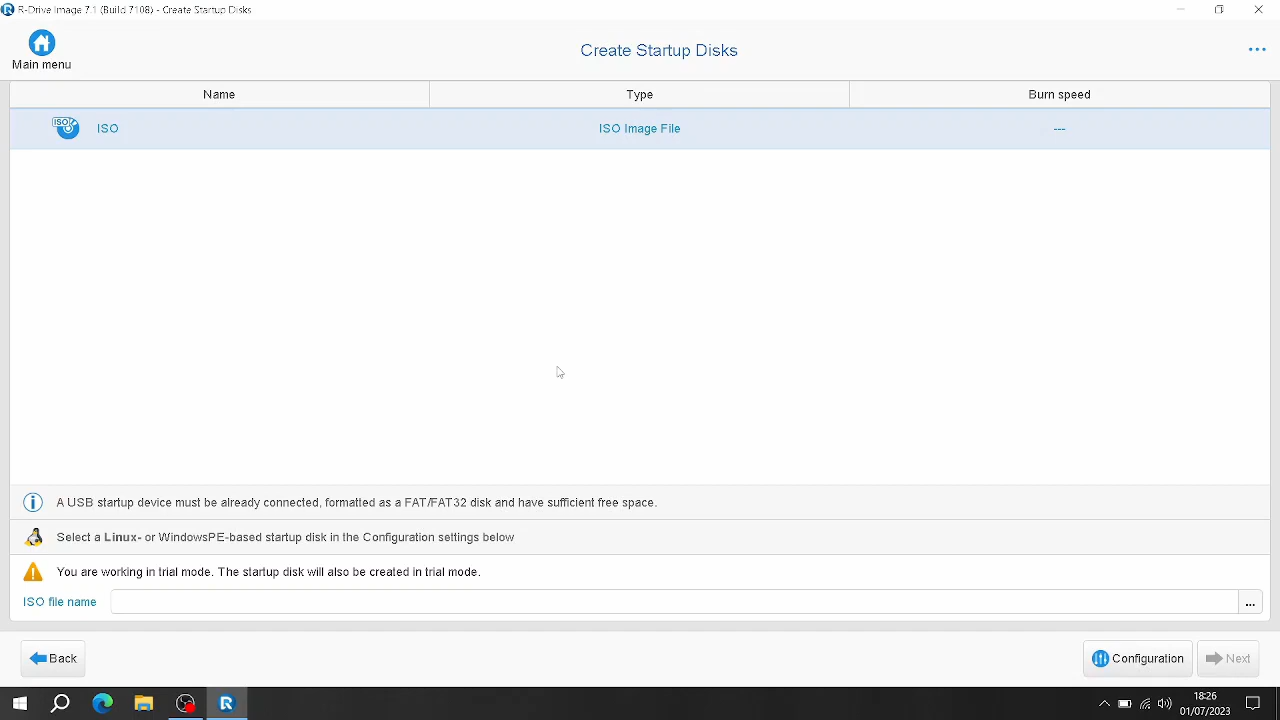 R-Drive Image 7.1 (Build 7108) - Create Startup Disks
Main menu
Create Startup Disks
Name Type Burn speed
ISO ISO ISO Image File ---
A USB startup device must be already connected, formatted as a FAT/FAT32 disk and have sufficient free space.
Select a Linux- or WindowsPE-based startup disk in the Configuration settings below
You are working in trial mode. The startup disk will also be created in trial mode.
ISO file name ...
Back Configuration Next
18:26
01/07/2023